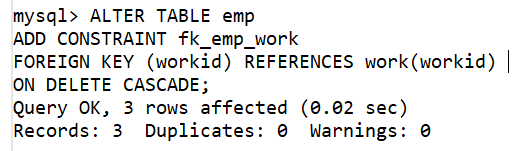 mysql> ALTER TABLE emp
ADD CONSTRAINT fk_emp_work
FOREIGN KEY (workid) REFERENCES work(workid)
ON DELETE CASCADE;
Query OK, 3 rows affected (0.02 sec)
Records: 3  Duplicates: 0  Warnings: 0